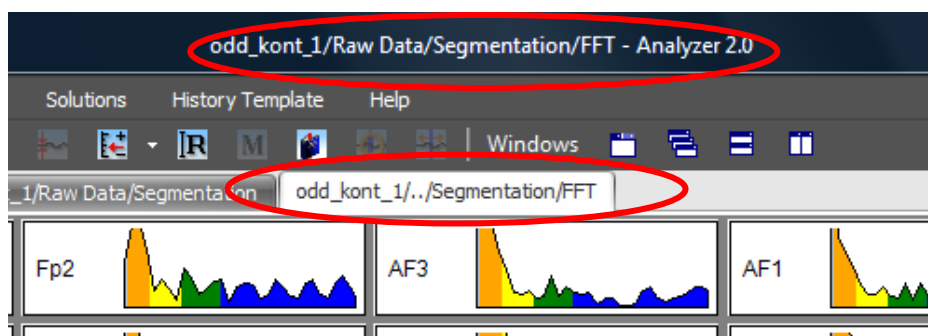 odd_kont_1/Raw Data/Segmentation/FFT - Analyzer 2.0
Solutions History Template Help
R M Windows
_1/Raw Data/Segmentation odd_kont_1/../Segmentation/FFT
Fp2 AF3 AF1